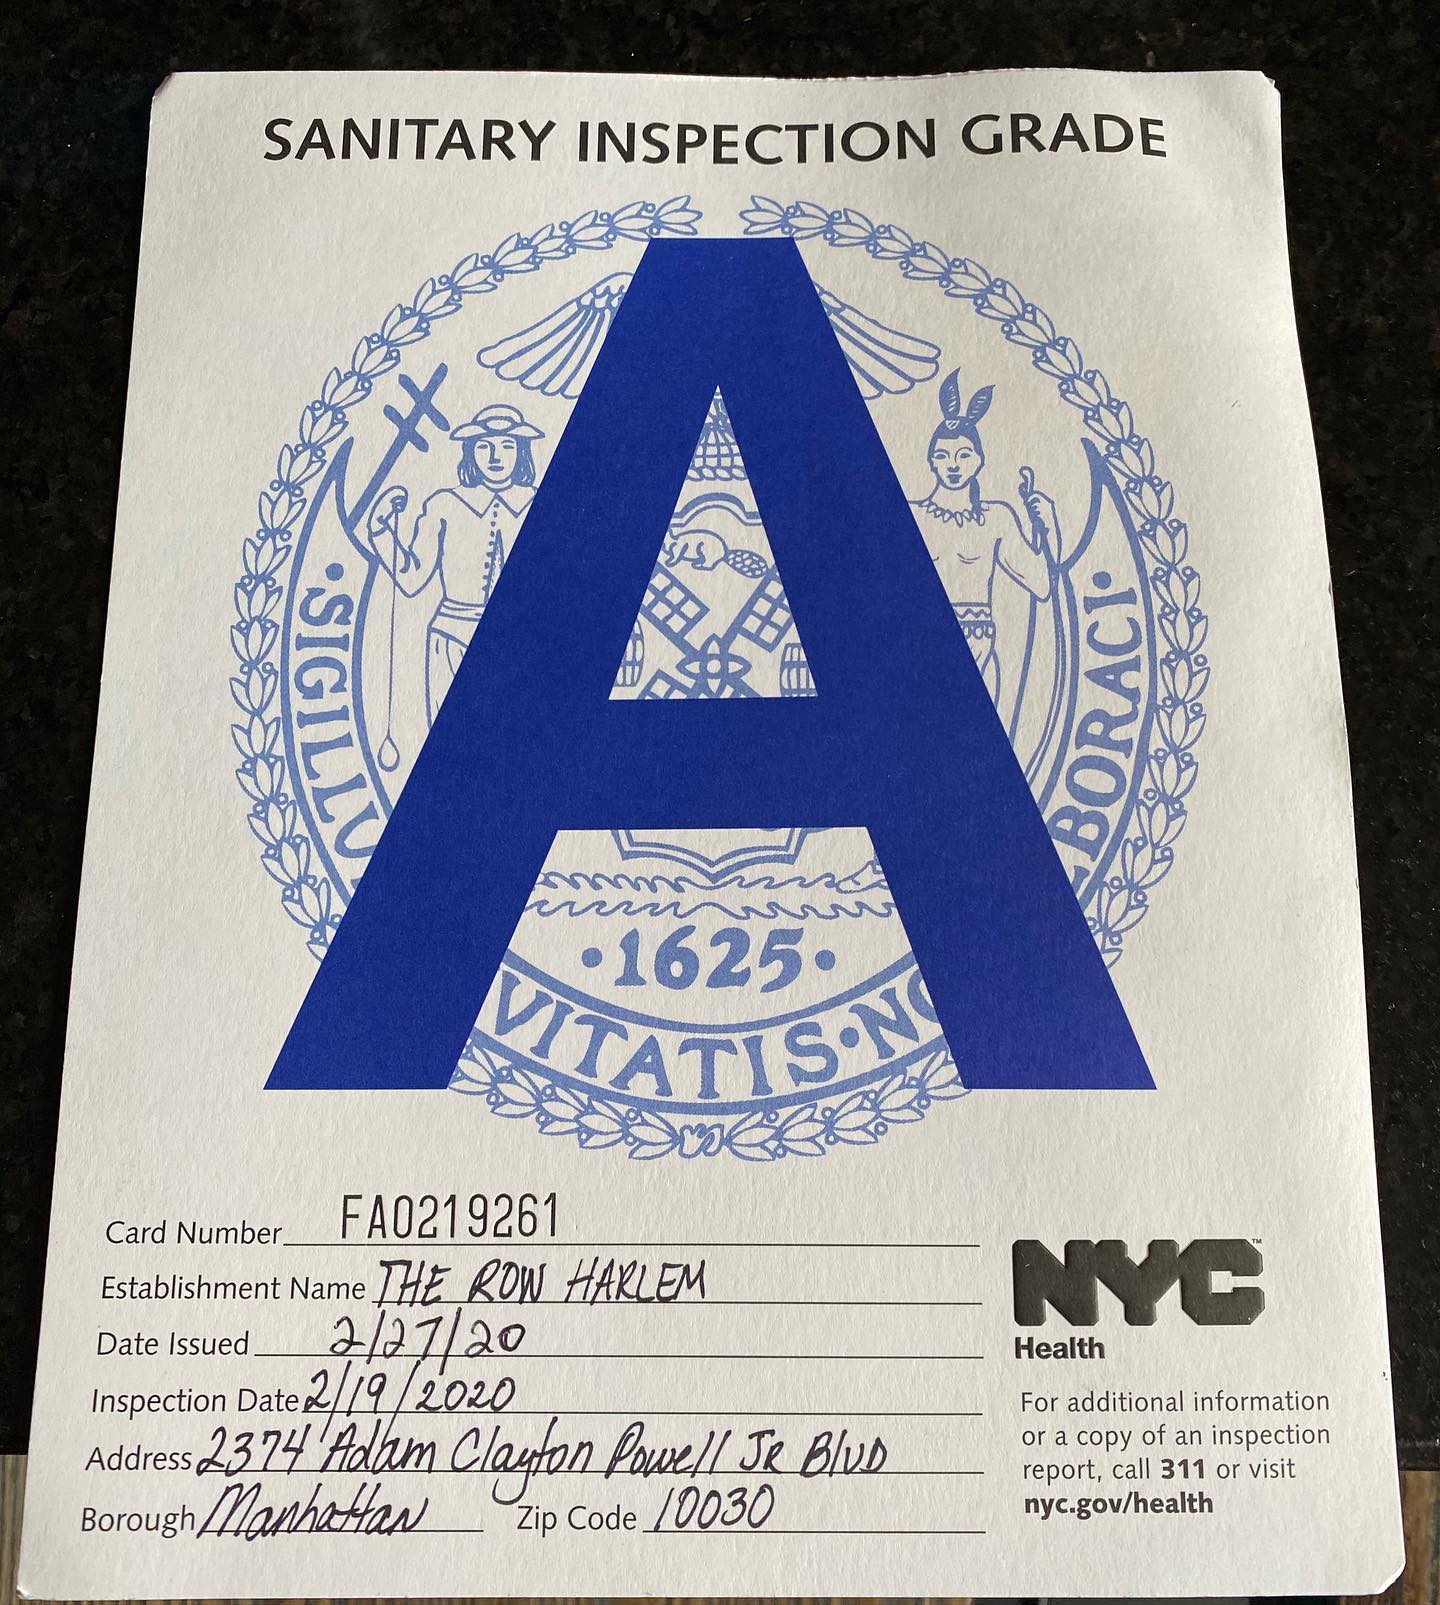 SANITARY INSPECTION GRADE
A
·SIGILLU
BORACI·
·1625·
VITATIS·N
Card Number FA0219261
Establishment Name THE ROW HARLEM
Date Issued 2/27/20
Inspection Date 2/19/2020
Address 2374 Adam Clayton Powell JR BLVD
Borough Manhattan Zip Code 10030
NYC™
Health
For additional information
or a copy of an inspection
report, call 311 or visit
nyc.gov/health